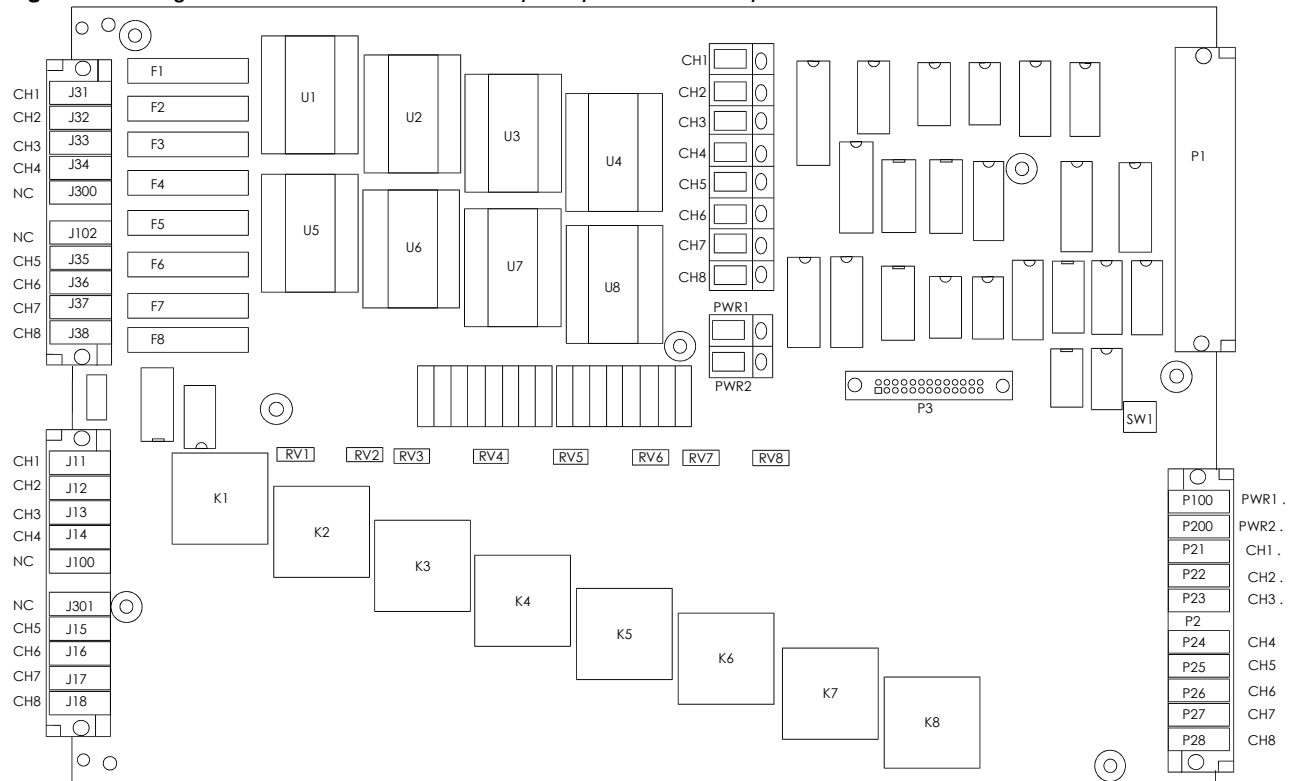 CH1 J31
CH2 J32
CH3 J33
CH4 J34
NC J300
NC J102
CH5 J35
CH6 J36
CH7 J37
CH8 J38
F1
F2
F3
F4
F5
F6
F7
F8
U1
U2
U3
U4
U5
U6
U7
U8
CH1
CH2
CH3
CH4
CH5
CH6
CH7
CH8
PWR1
PWR2
P1
P3
SW1
RV1 RV2 RV3 RV4 RV5 RV6 RV7 RV8
CH1 J11
CH2 J12
CH3 J13
CH4 J14
NC J100
NC J301
CH5 J15
CH6 J16
CH7 J17
CH8 J18
K1
K2
K3
K4
K5
K6
K7
K8
P100 PWR1 .
P200 PWR2 .
P21 CH1 .
P22 CH2 .
P23 CH3 .
P2
P24 CH4
P25 CH5
P26 CH6
P27 CH7
P28 CH8